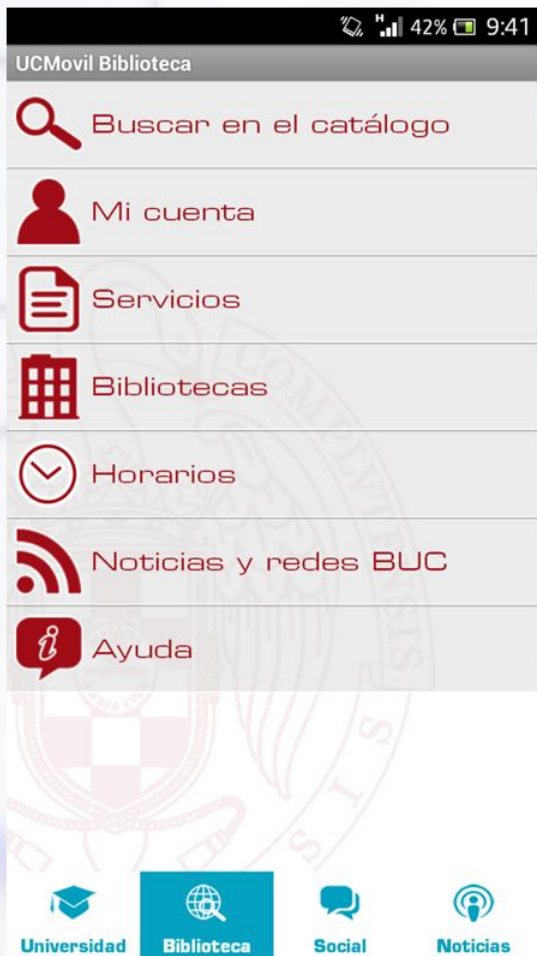 H 42% 9:41
UCMovil Biblioteca
Buscar en el catálogo
Mi cuenta
Servicios
Bibliotecas
Horarios
Noticias y redes BUC
i Ayuda
COMPLVTENSIS
Universidad Biblioteca Social Noticias